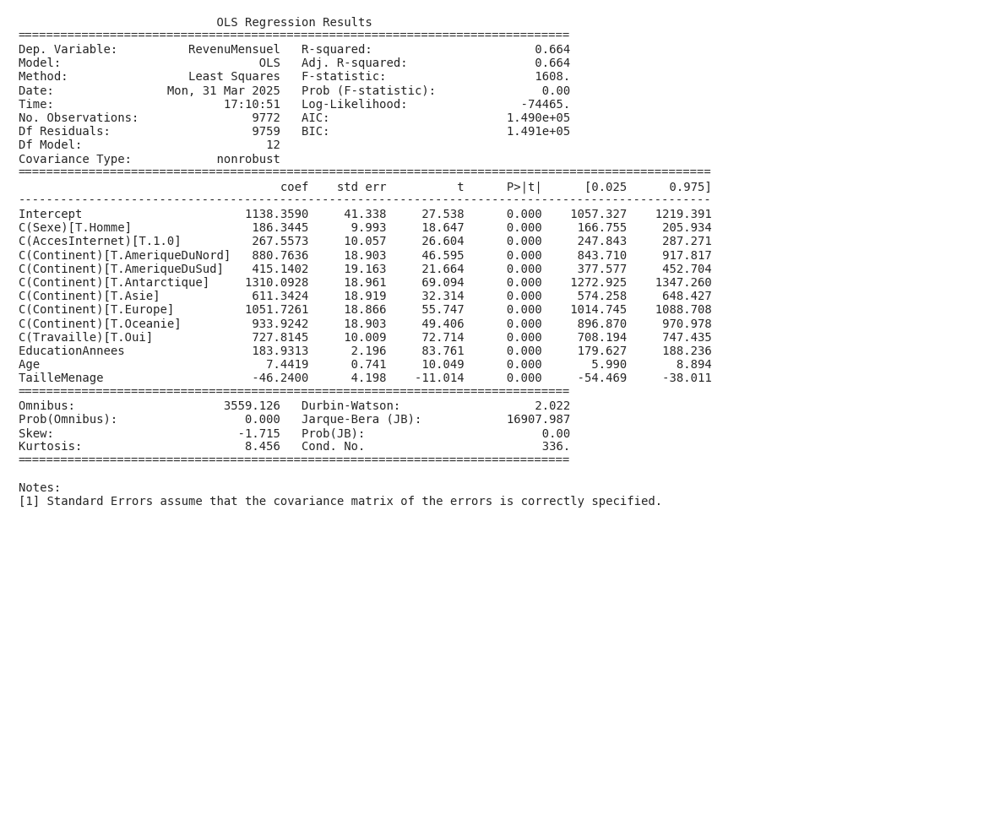 OLS Regression Results
==============================================================================
Dep. Variable:          RevenuMensuel   R-squared:                       0.664
Model:                            OLS   Adj. R-squared:                  0.664
Method:                 Least Squares   F-statistic:                     1608.
Date:                Mon, 31 Mar 2025   Prob (F-statistic):               0.00
Time:                        17:10:51   Log-Likelihood:                -74465.
No. Observations:                9772   AIC:                         1.490e+05
Df Residuals:                    9759   BIC:                         1.491e+05
Df Model:                          12
Covariance Type:            nonrobust
==================================================================================================
                                     coef    std err          t      P>|t|      [0.025      0.975]
--------------------------------------------------------------------------------------------------
Intercept                       1138.3590     41.338     27.538      0.000    1057.327    1219.391
C(Sexe)[T.Homme]                 186.3445      9.993     18.647      0.000     166.755     205.934
C(AccesInternet)[T.1.0]          267.5573     10.057     26.604      0.000     247.843     287.271
C(Continent)[T.AmeriqueDuNord]   880.7636     18.903     46.595      0.000     843.710     917.817
C(Continent)[T.AmeriqueDuSud]    415.1402     19.163     21.664      0.000     377.577     452.704
C(Continent)[T.Antarctique]     1310.0928     18.961     69.094      0.000    1272.925    1347.260
C(Continent)[T.Asie]             611.3424     18.919     32.314      0.000     574.258     648.427
C(Continent)[T.Europe]          1051.7261     18.866     55.747      0.000    1014.745    1088.708
C(Continent)[T.Oceanie]          933.9242     18.903     49.406      0.000     896.870     970.978
C(Travaille)[T.Oui]              727.8145     10.009     72.714      0.000     708.194     747.435
EducationAnnees                  183.9313      2.196     83.761      0.000     179.627     188.236
Age                                7.4419      0.741     10.049      0.000       5.990       8.894
TailleMenage                     -46.2400      4.198    -11.014      0.000     -54.469     -38.011
==============================================================================
Omnibus:                     3559.126   Durbin-Watson:                   2.022
Prob(Omnibus):                  0.000   Jarque-Bera (JB):            16907.987
Skew:                          -1.715   Prob(JB):                         0.00
Kurtosis:                       8.456   Cond. No.                         336.
==============================================================================
Notes:
[1] Standard Errors assume that the covariance matrix of the errors is correctly specified.